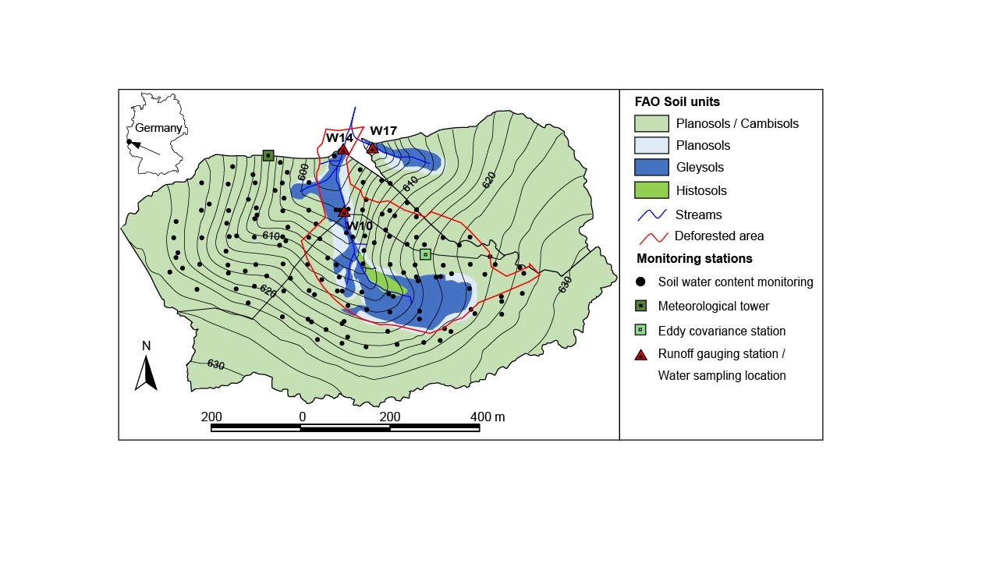 Germany
W14
W17
600
610
620
610
W10
620
630
630
N
200 0 200 400 m
FAO Soil units
Planosols / Cambisols
Planosols
Gleysols
Histosols
Streams
Deforested area
Monitoring stations
Soil water content monitoring
Meteorological tower
Eddy covariance station
Runoff gauging station /
Water sampling location